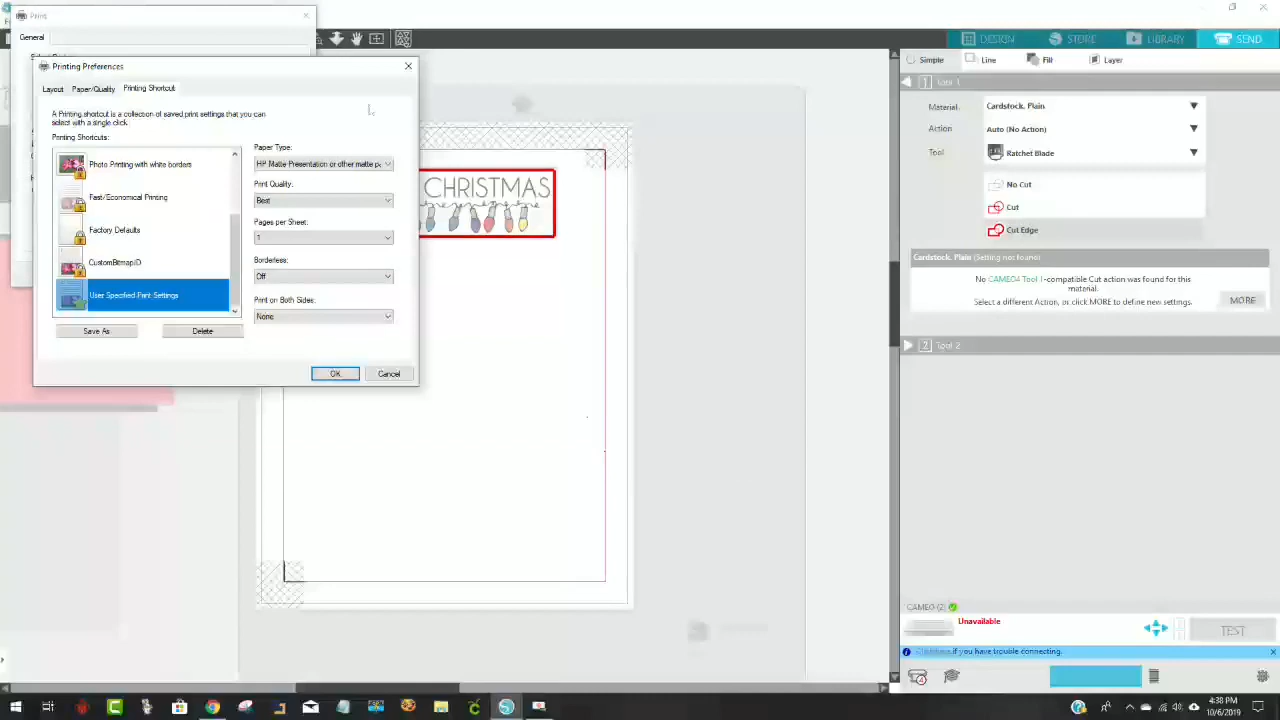 Print
General
Printing Preferences
Layout Paper/Quality Printing Shortcut
A Printing shortcut is a collection of saved print settings that you can
select with a single click.
Printing Shortcuts:
Photo Printing with white borders
Fast/Economical Printing
Factory Defaults
CustomBitmapID
User Specified Print Settings
Save As
Delete
Paper Type:
HP Matte Presentation or other matte p
Print Quality:
Best
Pages per Sheet:
1
Borderless:
Off
Print on Both Sides:
None
OK
Cancel
CHRISTMAS
DESIGN STORE LIBRARY SEND
Simple Line Fill Layer
1 Tool 1
Material Cardstock, Plain
Action Auto (No Action)
Tool Ratchet Blade
No Cut
Cut
Cut Edge
Cardstock, Plain (Setting not found)
No CAMEO4 Tool 1-compatible Cut action was found for this
material.
Select a different Action, or click MORE to define new settings.
MORE
2 Tool 2
CAMEO (2)
Unavailable
TEST
if you have trouble connecting.
4:38 PM
10/6/2019